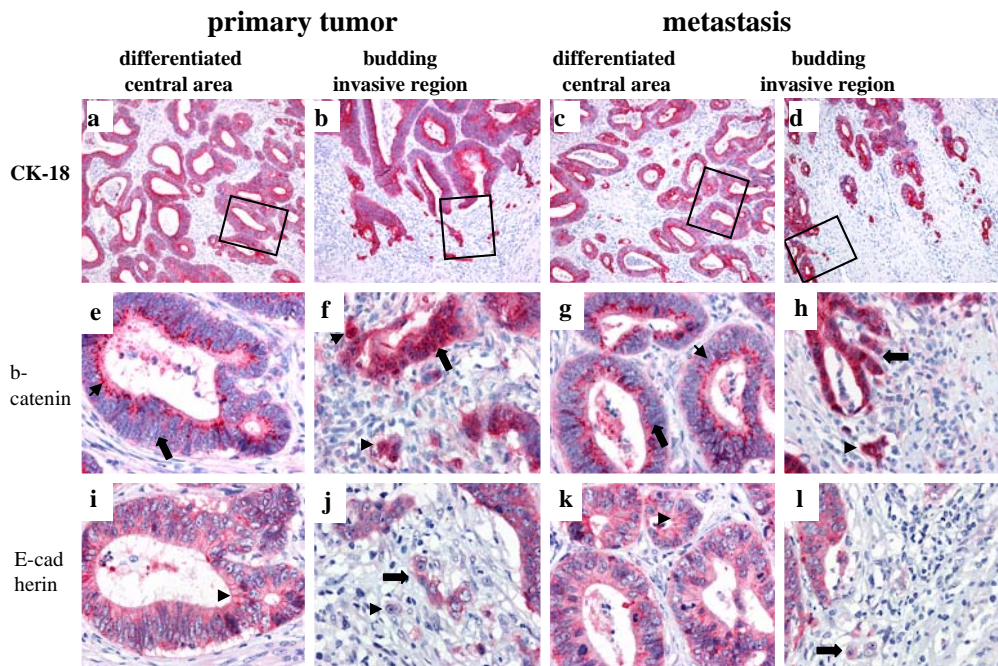 primary tumor metastasis
differentiated central area budding invasive region differentiated central area budding invasive region
CK-18
a b c d
b-
catenin
e f g h
E-cad
herin
i j k l